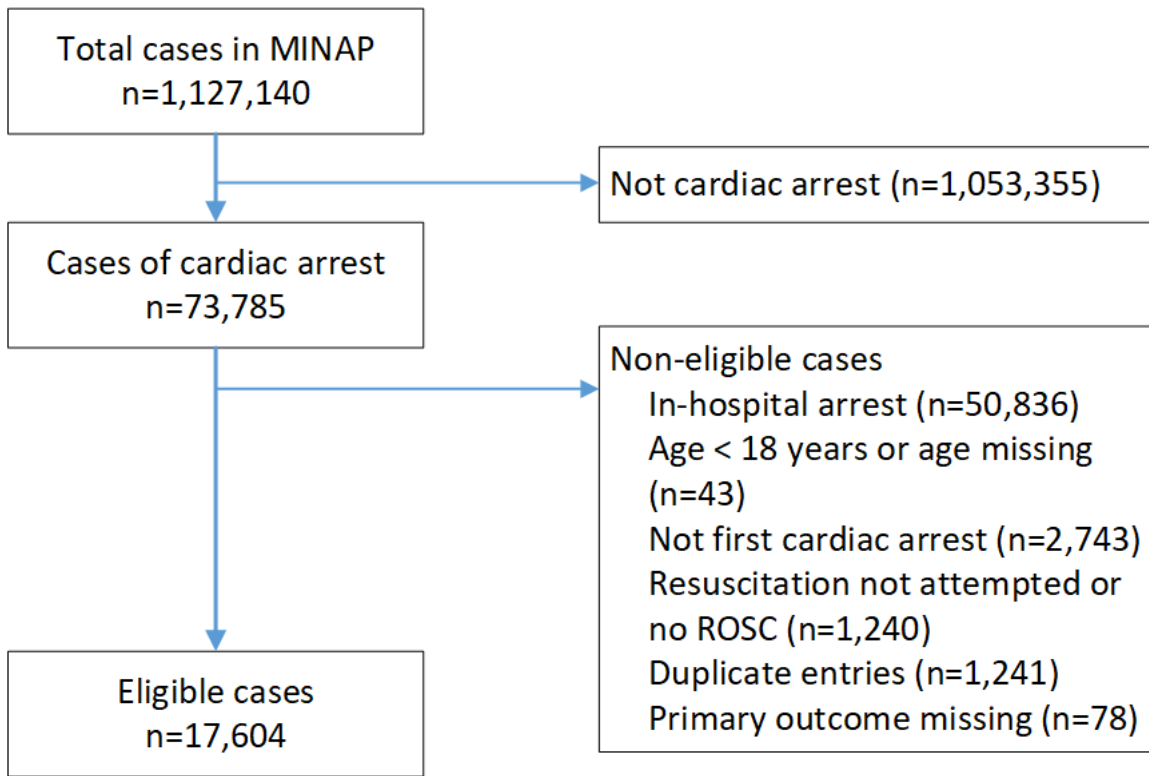 Total cases in MINAP
n=1,127,140
Not cardiac arrest (n=1,053,355)
Cases of cardiac arrest
n=73,785
Non-eligible cases
In-hospital arrest (n=50,836)
Age < 18 years or age missing
(n=43)
Not first cardiac arrest (n=2,743)
Resuscitation not attempted or
no ROSC (n=1,240)
Duplicate entries (n=1,241)
Primary outcome missing (n=78)
Eligible cases
n=17,604